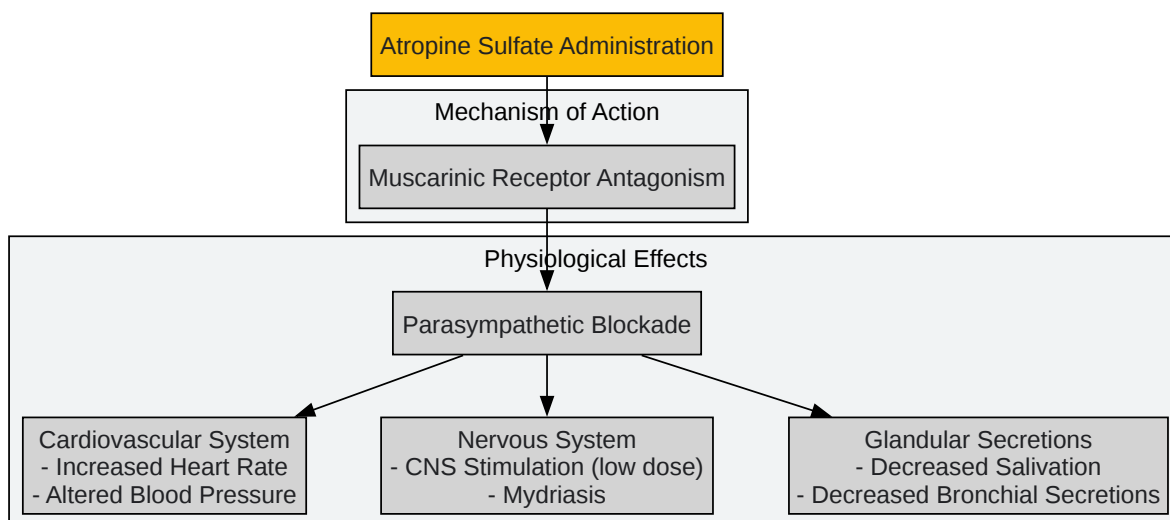 Atropine Sulfate Administration
Mechanism of Action
Muscarinic Receptor Antagonism
Physiological Effects
Parasympathetic Blockade
Cardiovascular System
- Increased Heart Rate
- Altered Blood Pressure
Nervous System
- CNS Stimulation (low dose)
- Mydriasis
Glandular Secretions
- Decreased Salivation
- Decreased Bronchial Secretions